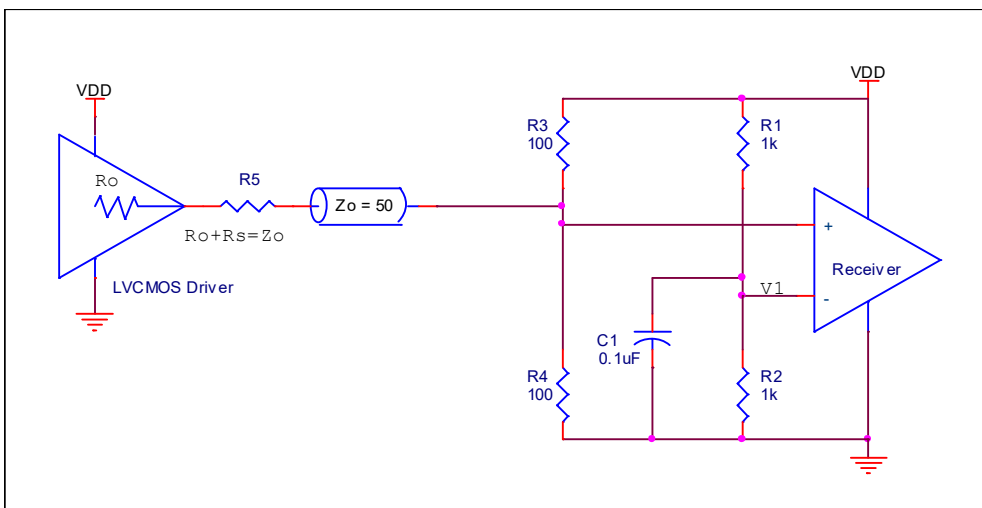 VDD
VDD
R3
100
R1
1k
Ro
R5
Zo = 50
+
Ro+Rs=Zo
Receiver
LVCMOS Driver
V1
-
C1
0.1uF
R4
100
R2
1k